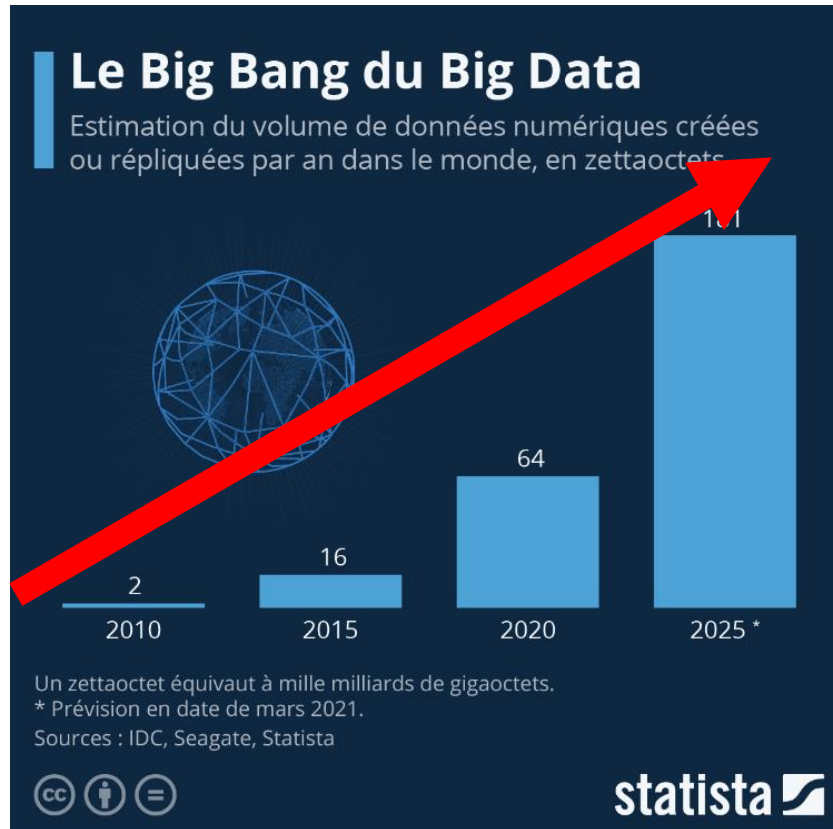 Le Big Bang du Big Data
Estimation du volume de données numériques créées
ou répliquées par an dans le monde, en zettaoctets
181
64
16
2
2010 2015 2020 2025 *
Un zettaoctet équivaut à mille milliards de gigaoctets.
* Prévision en date de mars 2021.
Sources : IDC, Seagate, Statista
cc
statista